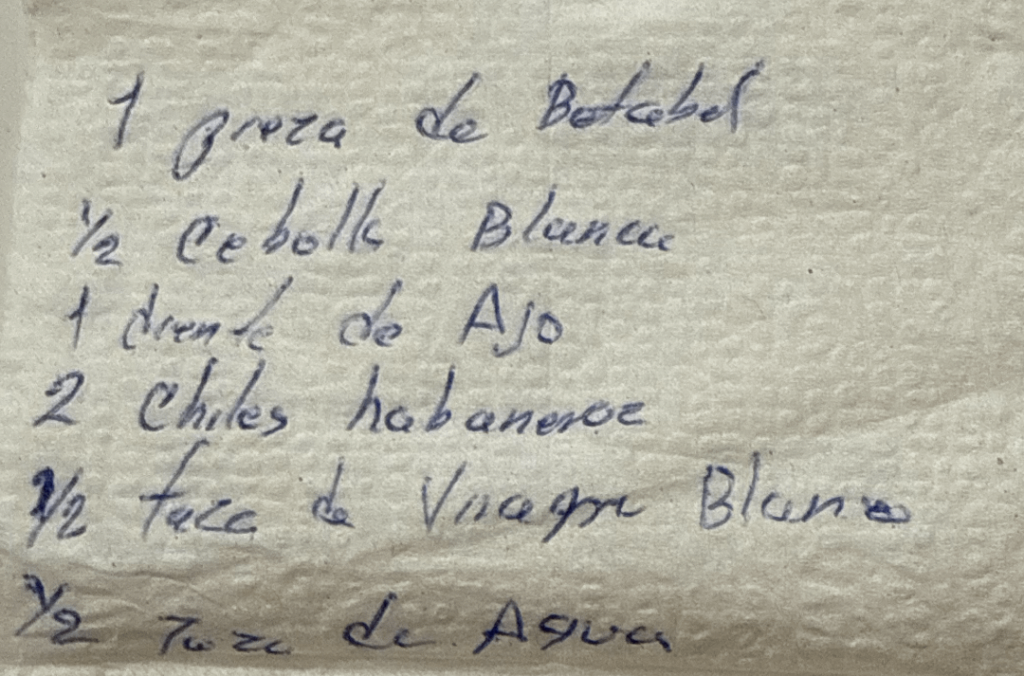 1 pieza de Betabel
1/2 Cebolla Blanca
1 diente de Ajo
2 Chiles habaneros
1/2 taza de Vinagre Blanco
1/2 Taza de Agua